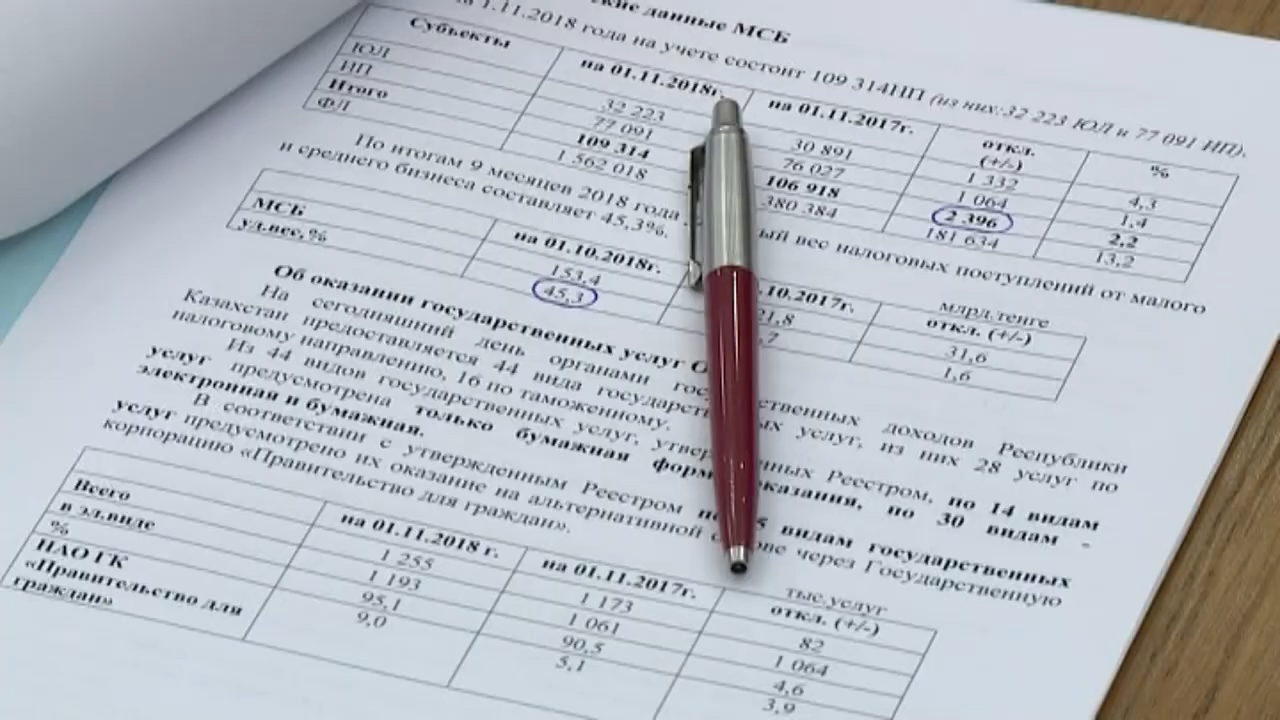 ские данные МСБ
на 1.11.2018 года на учете состоит 109 314НП (из них:32 223 ЮЛ и 77 091 ИП).
Субъекты на 01.11.2018г. на 01.11.2017г. откл. (+/-) %
ЮЛ 32 223 30 891 1 332 4,3
ИП 77 091 76 027 1 064 1,4
Итого 109 314 106 918 2 396 2,2
ФЛ 1 562 018 380 384 181 634 13,2
По итогам 9 месяцев 2018 года ый вес налоговых поступлений от малого
и среднего бизнеса составляет 45,3%.
млрд.тенге
МСБ на 01.10.2018г. .10.2017г. откл. (+/-)
153,4 21,8 31,6
уд.вес,% 45,3 ,7 1,6
Об оказании государственных услуг О
На сегодняшний день органами государственных доходов Республики
Казахстан предоставляется 44 вида государственных услуг, из них 28 услуг по
налоговому направлению, 16 по таможенному.
Из 44 видов государственных услуг, утвержденных Реестром, по 14 видам
услуг предусмотрена только бумажная форма оказания, по 30 видам -
электронная и бумажная.
В соответствии с утвержденным Реестром по 5 видам государственных
услуг предусмотрено их оказание на альтернативной основе через Государственную
корпорацию «Правительство для граждан».
тыс.услуг
на 01.11.2018 г. на 01.11.2017г. откл. (+/-)
Всего 1 255 1 173 82
в эл.виде 1 193 1 061 1 064
% 95,1 90,5 4,6
НАО ГК «Правительство для граждан» 9,0 5,1 3,9